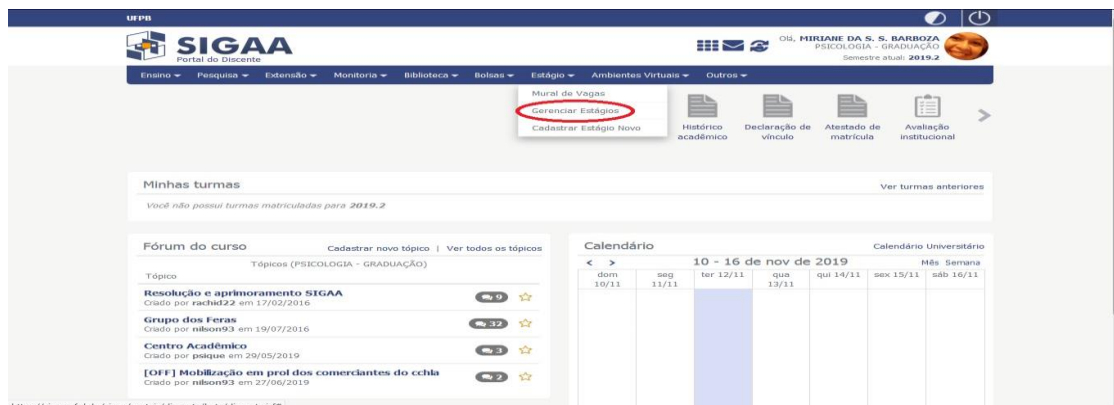 UFPB
SIGAA
Portal do Discente
Olá, MIRIANE DA S. S. BARBOZA
PSICOLOGIA - GRADUAÇÃO
Semestre atual: 2019.2
Ensino Pesquisa Extensão Monitoria Biblioteca Bolsas Estágio Ambientes Virtuais Outros
Mural de Vagas
Gerenciar Estágios
Cadastrar Estágio Novo
Histórico acadêmico
Declaração de vínculo
Atestado de matrícula
Avaliação institucional
Minhas turmas
Ver turmas anteriores
Você não possui turmas matriculadas para 2019.2
Fórum do curso
Cadastrar novo tópico | Ver todos os tópicos
Tópicos (PSICOLOGIA - GRADUAÇÃO)
Tópico
Resolução e aprimoramento SIGAA
Criado por rachid22 em 17/02/2016
9
Grupo dos Feras
Criado por nilson93 em 19/07/2016
32
Centro Acadêmico
Criado por psique em 29/05/2019
3
[OFF] Mobilização em prol dos comerciantes do cchla
Criado por nilson93 em 27/06/2019
2
Calendário
Calendário Universitário
< > 10 - 16 de nov de 2019 Mês Semana
dom 10/11 seg 11/11 ter 12/11 qua 13/11 qui 14/11 sex 15/11 sáb 16/11